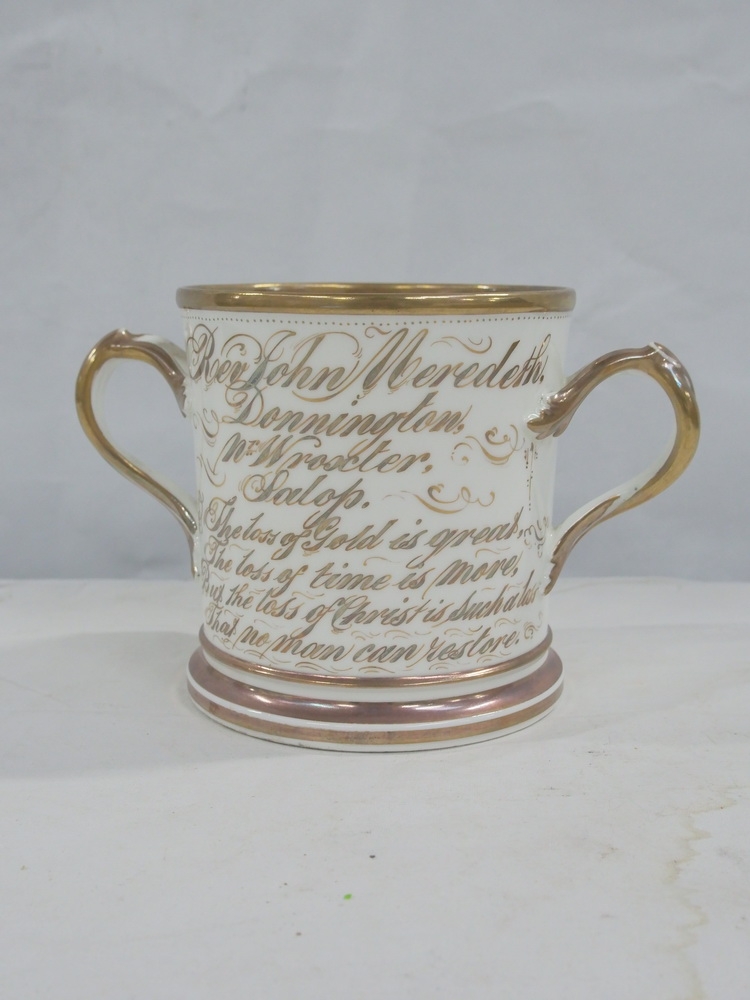 Rev John Meredeth,
Donnington,
Nr Wroxeter,
Salop.
The loss of Gold is great,
The loss of time is more,
But the loss of Christ is such a loss
That no man can restore.